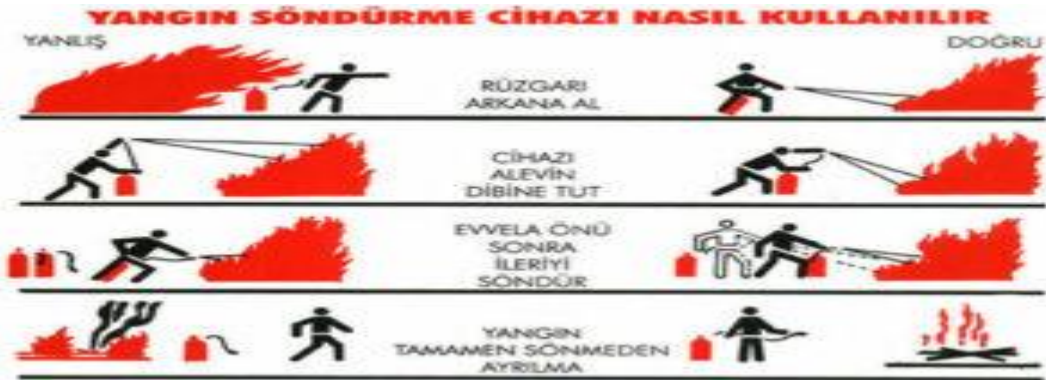 YANGIN SÖNDÜRME CİHAZI NASIL KULLANILIR
YANLIŞ
DOĞRU
RÜZGARI
ARKANA AL
CİHAZI
ALEVİN
DİBİNE TUT
EVVELA ÖNÜ
SONRA
İLERİYİ
SÖNDÜR
YANGIN
TAMAMEN SÖNMEDEN
AYRILMA